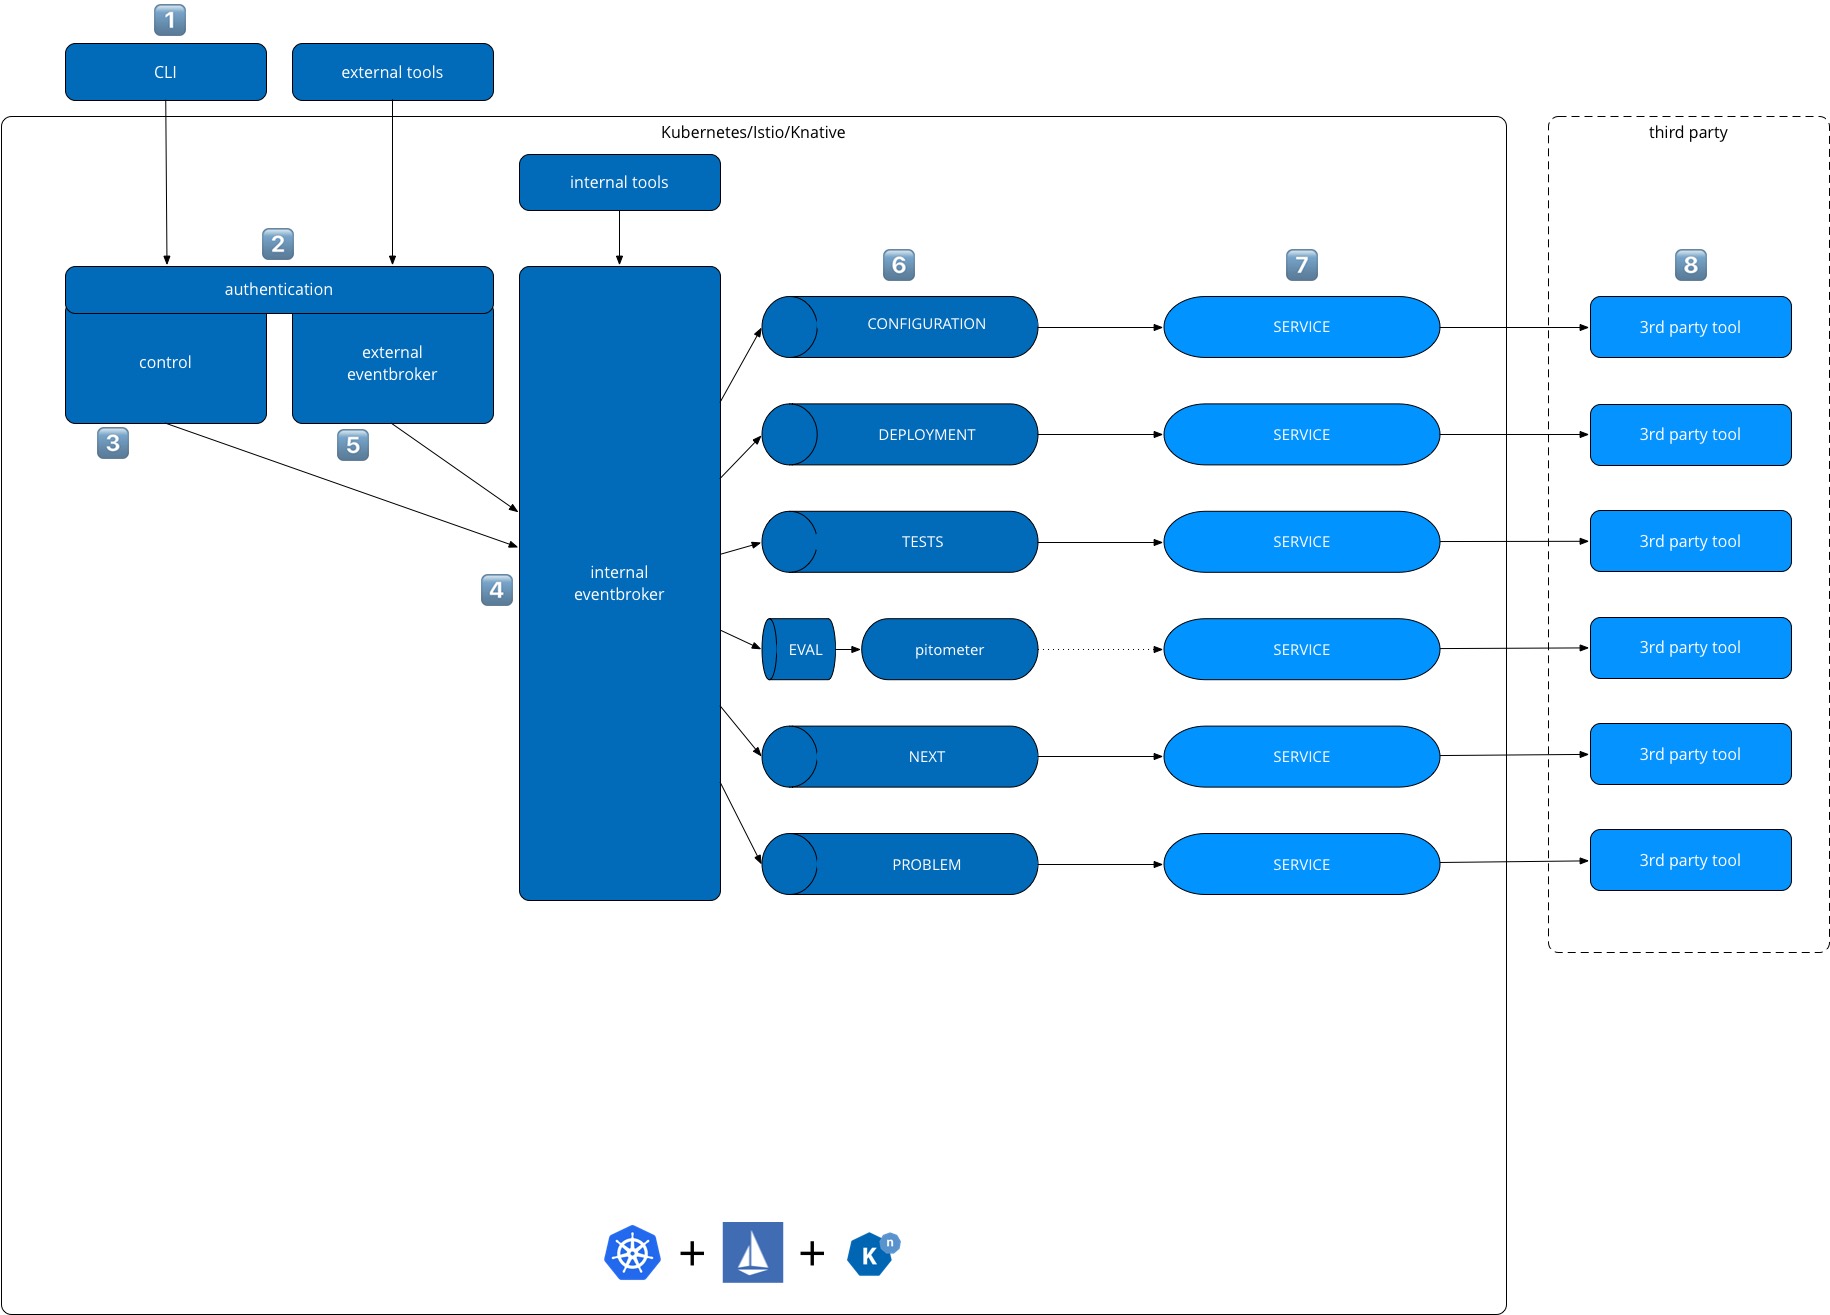 1
CLI
external tools
Kubernetes/Istio/Knative
third party
internal tools
2
authentication
control
external
eventbroker
3
5
4
internal
eventbroker
6
7
8
CONFIGURATION
SERVICE
3rd party tool
DEPLOYMENT
SERVICE
3rd party tool
TESTS
SERVICE
3rd party tool
EVAL
pitometer
SERVICE
3rd party tool
NEXT
SERVICE
3rd party tool
PROBLEM
SERVICE
3rd party tool
+
+
K
n